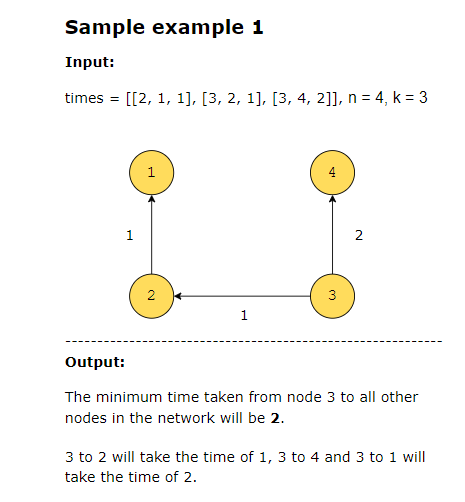 Sample example 1
Input:
times = [[2, 1, 1], [3, 2, 1], [3, 4, 2]], n = 4, k = 3
1
4
1
2
2
3
1
Output:
The minimum time taken from node 3 to all other
nodes in the network will be 2.
3 to 2 will take the time of 1, 3 to 4 and 3 to 1 will
take the time of 2.